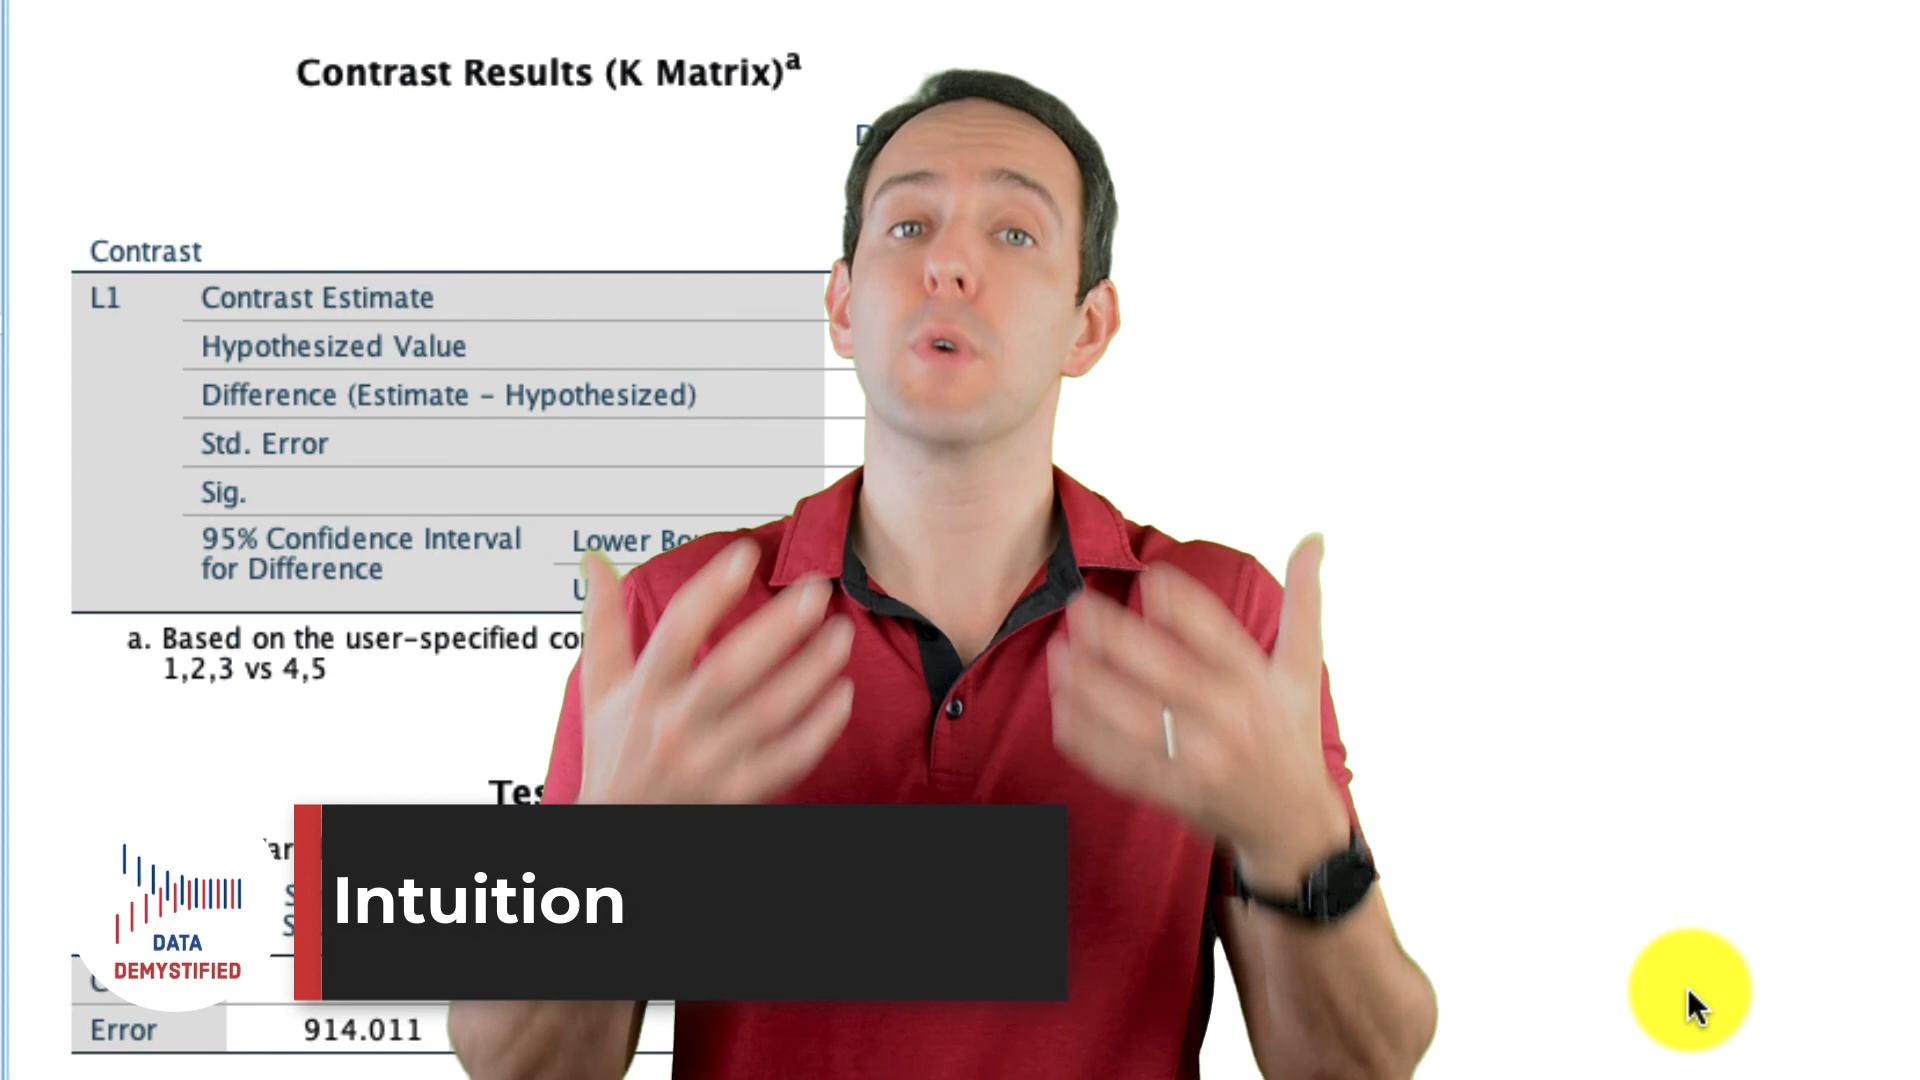 Contrast Results (K Matrix)a
Contrast
L1 Contrast Estimate
Hypothesized Value
Difference (Estimate – Hypothesized)
Std. Error
Sig.
95% Confidence Interval
for Difference
Lower
a. Based on the user-specified
1,2,3 vs 4,5
Intuition
DATA
DEMYSTIFIED
Error 914.011